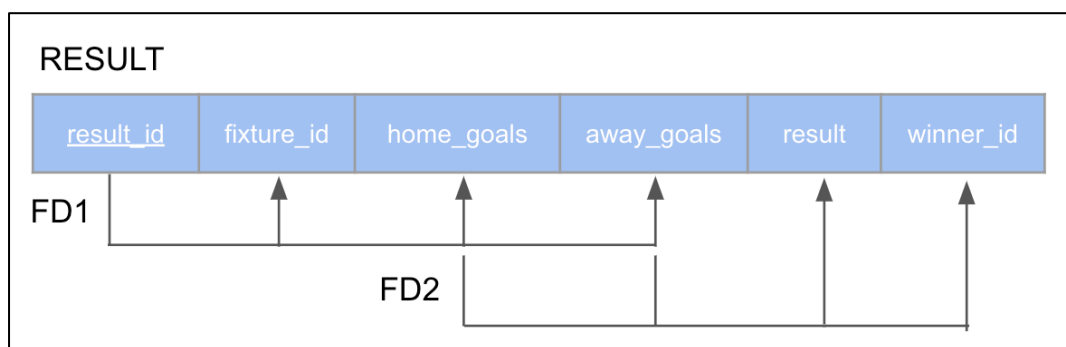 RESULT
result_id fixture_id home_goals away_goals result winner_id
FD1
FD2